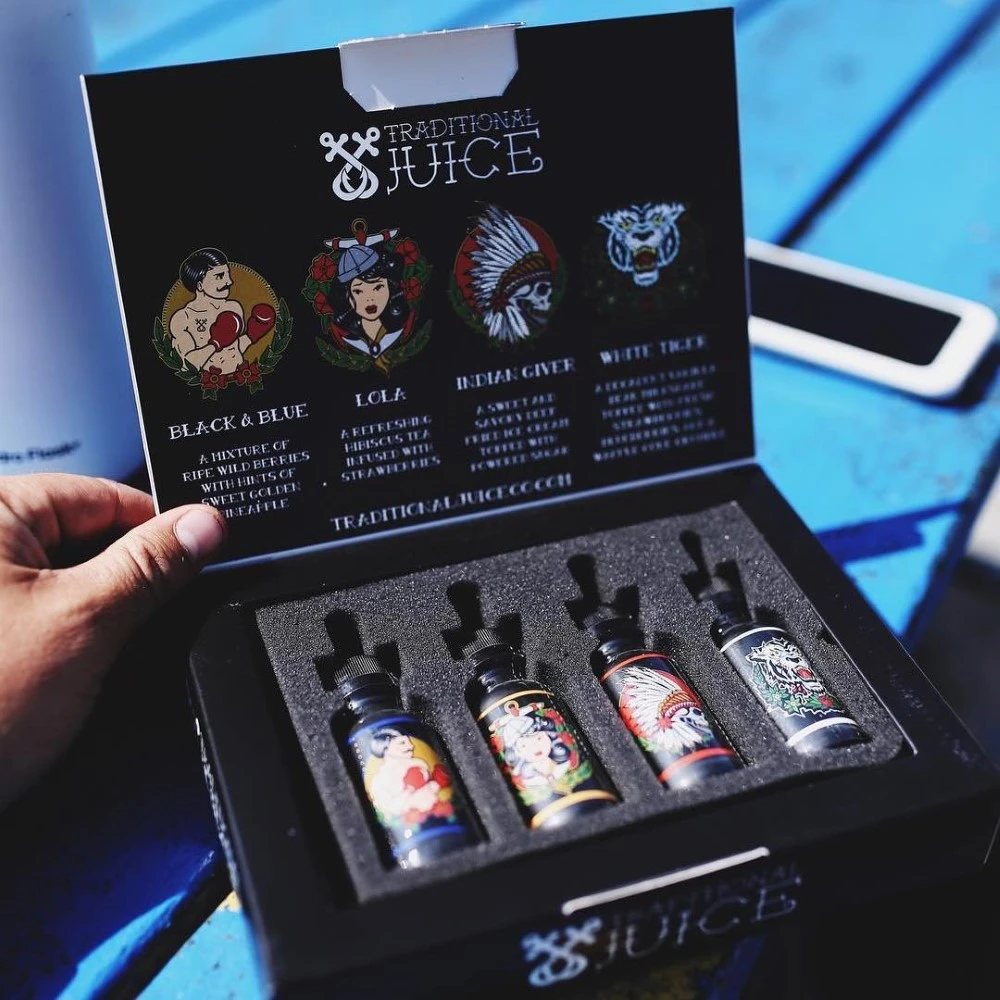 TRADITIONAL
JUICE
BLACK & BLUE
A MIXTURE OF
RIPE WILD BERRIES
WITH HINTS OF
SWEET GOLDEN
PINEAPPLE
LOLA
A REFRESHING
HIBISCUS TEA
INFUSED WITH
STRAWBERRIES
INDIAN GIVER
A SWEET AND
SAVORY DEEP
FRIED ICE CREAM
TOPPED WITH
POWERED SUGAR
WHITE TIGER
TRADITIONALJUICECO.COM
TRADITIONAL
JUICE